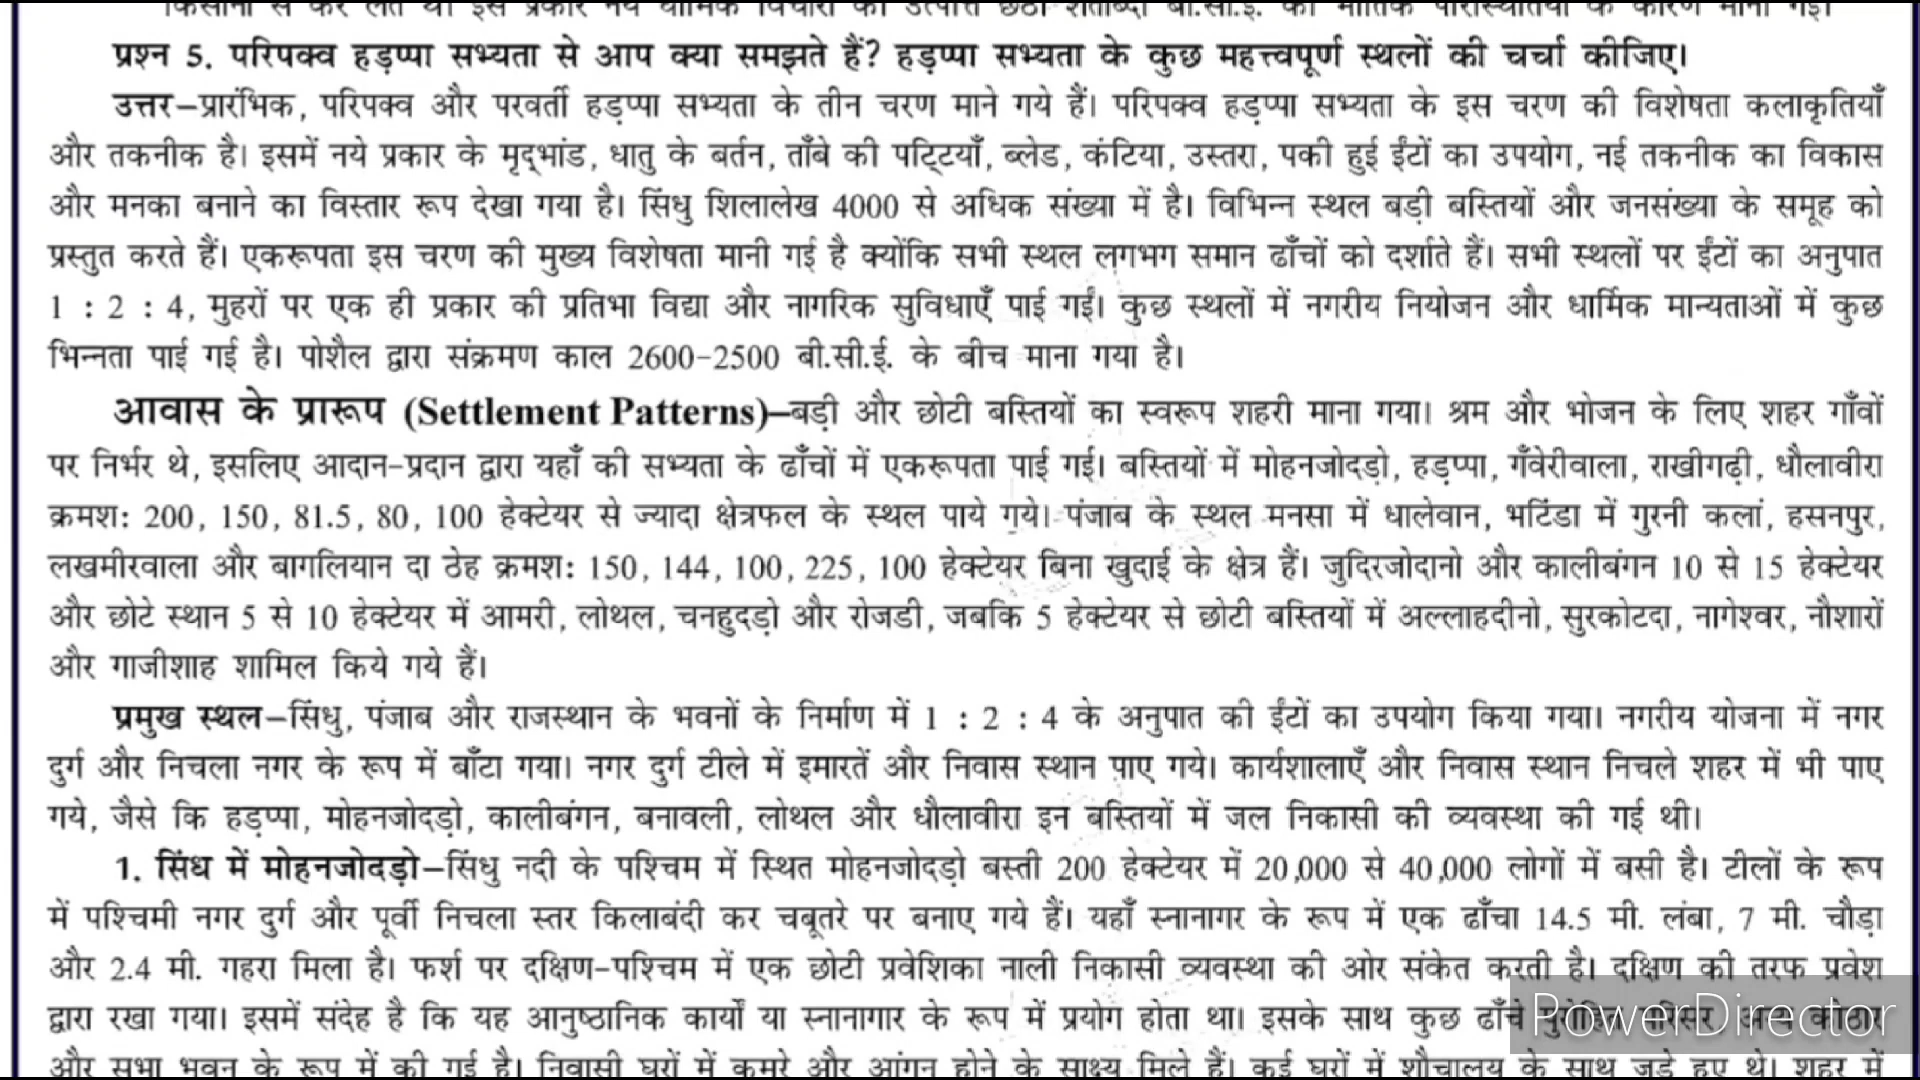 किसानों से कर लेते थे। इस प्रकार नये धार्मिक विचारों की उत्पत्ति छठी शताब्दी बी.सी.ई. की भौतिक परिस्थितियों के कारण मानी गई।
प्रश्न 5. परिपक्व हड़प्पा सभ्यता से आप क्या समझते हैं? हड़प्पा सभ्यता के कुछ महत्त्वपूर्ण स्थलों की चर्चा कीजिए।
उत्तर–प्रारंभिक, परिपक्व और परवर्ती हड़प्पा सभ्यता के तीन चरण माने गये हैं। परिपक्व हड़प्पा सभ्यता के इस चरण की विशेषता कलाकृतियाँ
और तकनीक है। इसमें नये प्रकार के मृद्भांड, धातु के बर्तन, ताँबे की पट्टियाँ, ब्लेड, कंटिया, उस्तरा, पकी हुई ईंटों का उपयोग, नई तकनीक का विकास
और मनका बनाने का विस्तार रूप देखा गया है। सिंधु शिलालेख 4000 से अधिक संख्या में है। विभिन्न स्थल बड़ी बस्तियों और जनसंख्या के समूह को
प्रस्तुत करते हैं। एकरूपता इस चरण की मुख्य विशेषता मानी गई है क्योंकि सभी स्थल लगभग समान ढाँचों को दर्शाते हैं। सभी स्थलों पर ईंटों का अनुपात
1 : 2 : 4, मुहरों पर एक ही प्रकार की प्रतिभा विद्या और नागरिक सुविधाएँ पाई गईं। कुछ स्थलों में नगरीय नियोजन और धार्मिक मान्यताओं में कुछ
भिन्नता पाई गई है। पोशैल द्वारा संक्रमण काल 2600-2500 बी.सी.ई. के बीच माना गया है।
आवास के प्रारूप (Settlement Patterns)–बड़ी और छोटी बस्तियों का स्वरूप शहरी माना गया। श्रम और भोजन के लिए शहर गाँवों
पर निर्भर थे, इसलिए आदान-प्रदान द्वारा यहाँ की सभ्यता के ढाँचों में एकरूपता पाई गई। बस्तियों में मोहनजोदड़ो, हड़प्पा, गँवेरीवाला, राखीगढ़ी, धौलावीरा
क्रमश: 200, 150, 81.5, 80, 100 हेक्टेयर से ज्यादा क्षेत्रफल के स्थल पाये गये। पंजाब के स्थल मनसा में धालेवान, भटिंडा में गुरनी कलां, हसनपुर,
लखमीरवाला और बागलियान दा ठेह क्रमश: 150, 144, 100, 225, 100 हेक्टेयर बिना खुदाई के क्षेत्र हैं। जुदिरजोदानो और कालीबंगन 10 से 15 हेक्टेयर
और छोटे स्थान 5 से 10 हेक्टेयर में आमरी, लोथल, चनहुदड़ो और रोजडी, जबकि 5 हेक्टेयर से छोटी बस्तियों में अल्लाहदीनो, सुरकोटदा, नागेश्वर, नौशारों
और गाजीशाह शामिल किये गये हैं।
प्रमुख स्थल–सिंधु, पंजाब और राजस्थान के भवनों के निर्माण में 1 : 2 : 4 के अनुपात की ईंटों का उपयोग किया गया। नगरीय योजना में नगर
दुर्ग और निचला नगर के रूप में बाँटा गया। नगर दुर्ग टीले में इमारतें और निवास स्थान पाए गये। कार्यशालाएँ और निवास स्थान निचले शहर में भी पाए
गये, जैसे कि हड़प्पा, मोहनजोदड़ो, कालीबंगन, बनावली, लोथल और धौलावीरा इन बस्तियों में जल निकासी की व्यवस्था की गई थी।
1. सिंध में मोहनजोदड़ो–सिंधु नदी के पश्चिम में स्थित मोहनजोदड़ो बस्ती 200 हेक्टेयर में 20,000 से 40,000 लोगों में बसी है। टीलों के रूप
में पश्चिमी नगर दुर्ग और पूर्वी निचला स्तर किलाबंदी कर चबूतरे पर बनाए गये हैं। यहाँ स्नानागर के रूप में एक ढाँचा 14.5 मी. लंबा, 7 मी. चौड़ा
और 2.4 मी. गहरा मिला है। फर्श पर दक्षिण-पश्चिम में एक छोटी प्रवेशिका नाली निकासी व्यवस्था की ओर संकेत करती है। दक्षिण की तरफ प्रवेश
द्वारा रखा गया। इसमें संदेह है कि यह आनुष्ठानिक कार्यों या स्नानागार के रूप में प्रयोग होता था। इसके साथ कुछ ढाँचे
और सभा भवन के रूप में की गई है। निवासी घरों में कमरे और आंगन होने के साक्ष्य मिले हैं। कई घरों में शौचालय के साथ जुड़े हुए थे। शहर में
PowerDirector